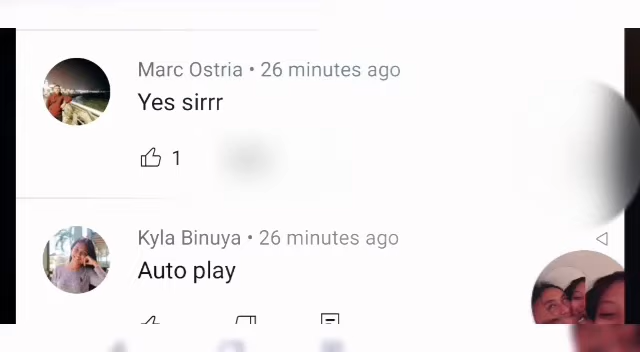 Marc Ostria • 26 minutes ago
Yes sirrr
1
Kyla Binuya • 26 minutes ago
Auto play